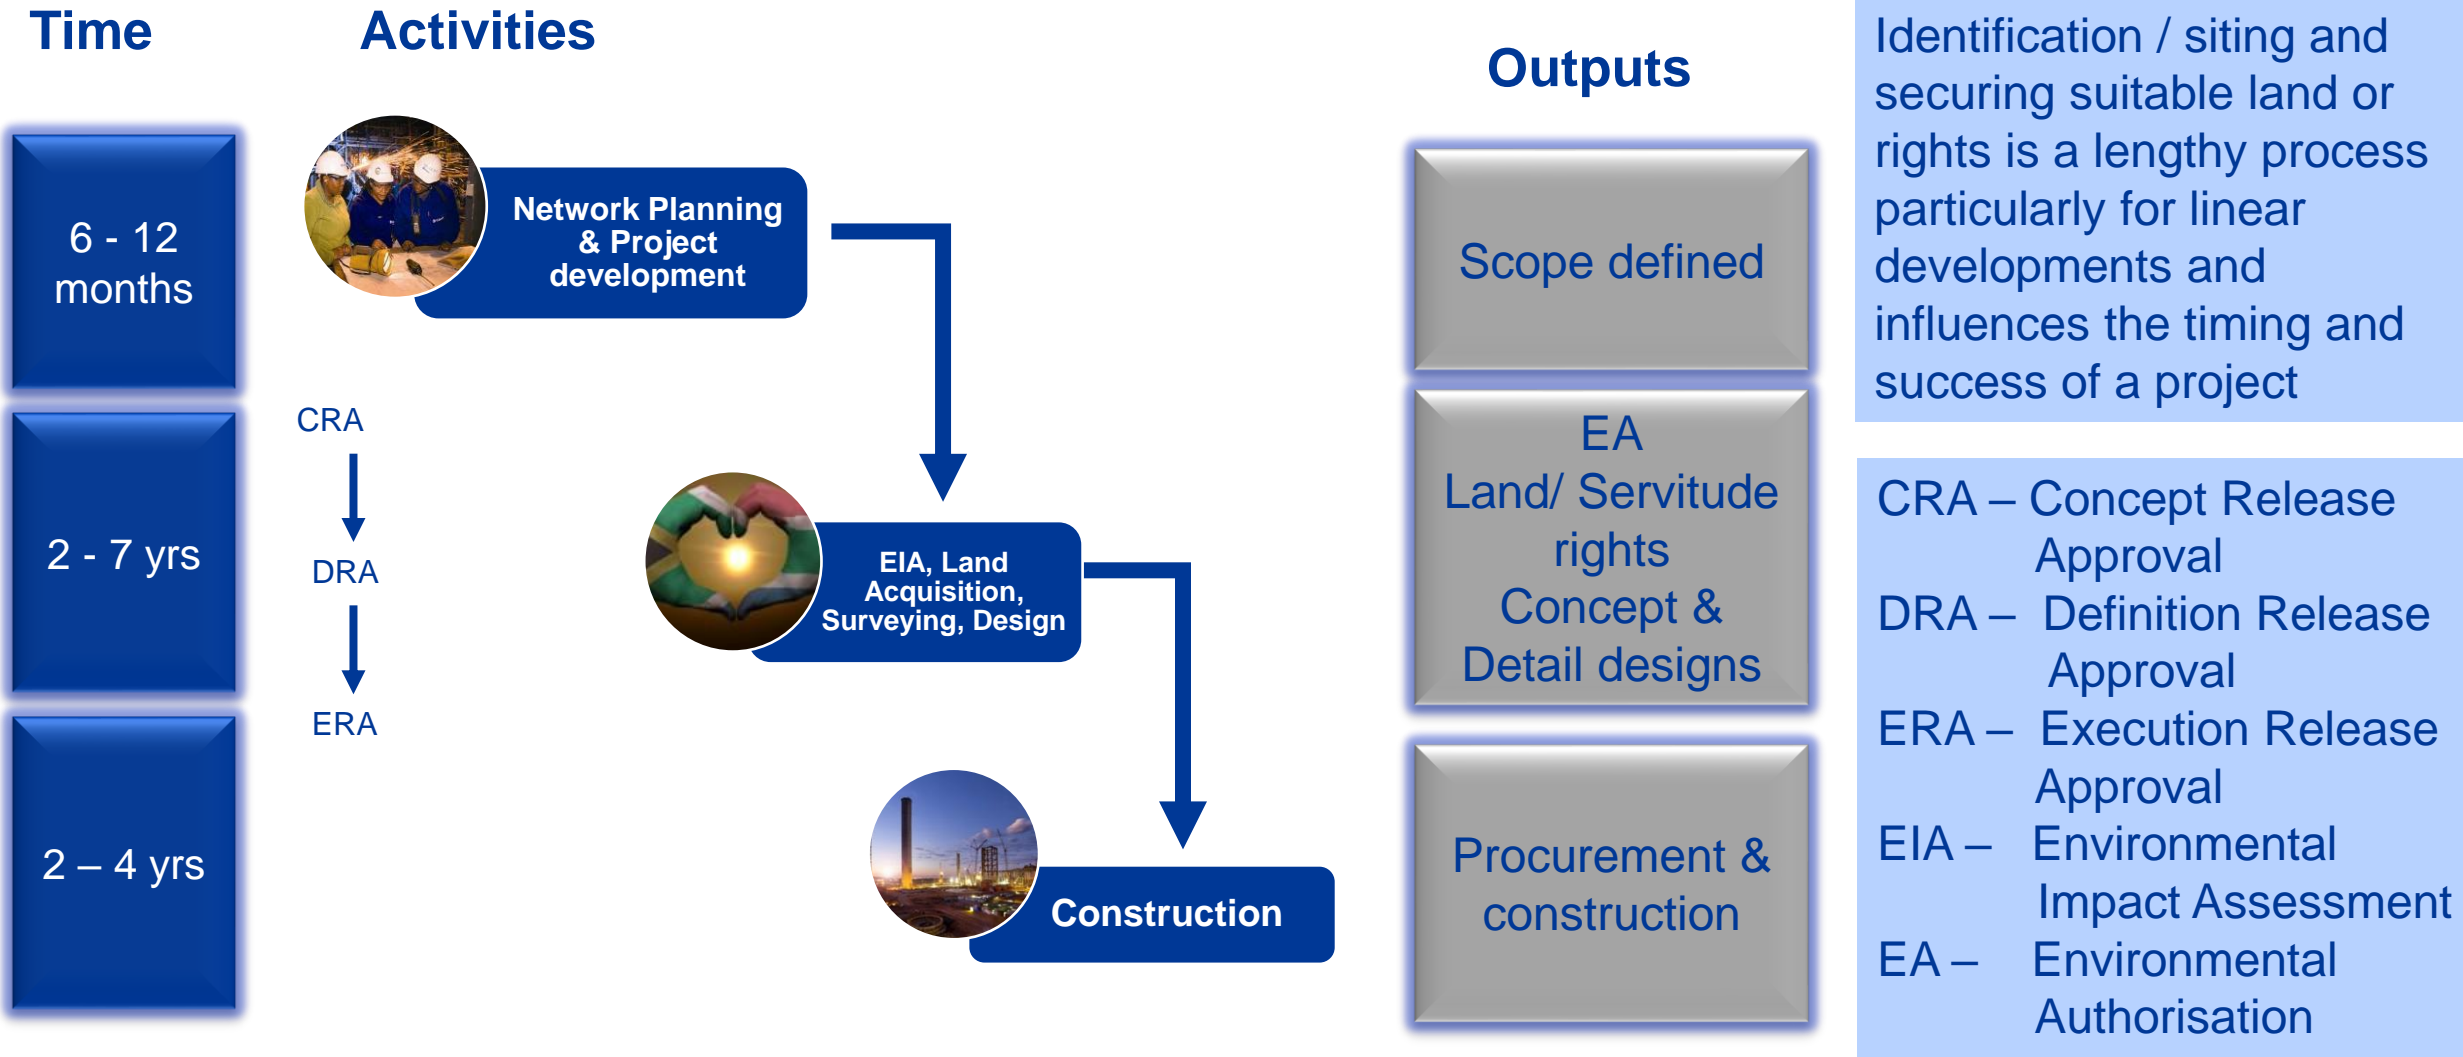 Time
Activities
Outputs
6 - 12
months
Network Planning
& Project
development
Scope defined
CRA
DRA
ERA
2 - 7 yrs
EIA, Land
Acquisition,
Surveying, Design
EA
Land/ Servitude
rights
Concept &
Detail designs
2 – 4 yrs
Construction
Procurement &
construction
Identification / siting and
securing suitable land or
rights is a lengthy process
particularly for linear
developments and
influences the timing and
success of a project
CRA – Concept Release
Approval
DRA – Definition Release
Approval
ERA – Execution Release
Approval
EIA – Environmental
Impact Assessment
EA – Environmental
Authorisation